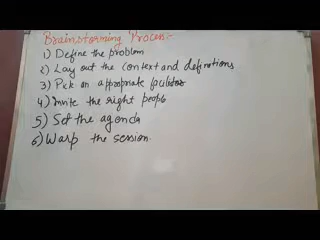 Brainstorming Process:-
1) Define the problem
2) Lay out the context and definitions
3) Pick an appropriate facilitor
4) Invite the right people
5) Set the agenda
6) Warp the session.